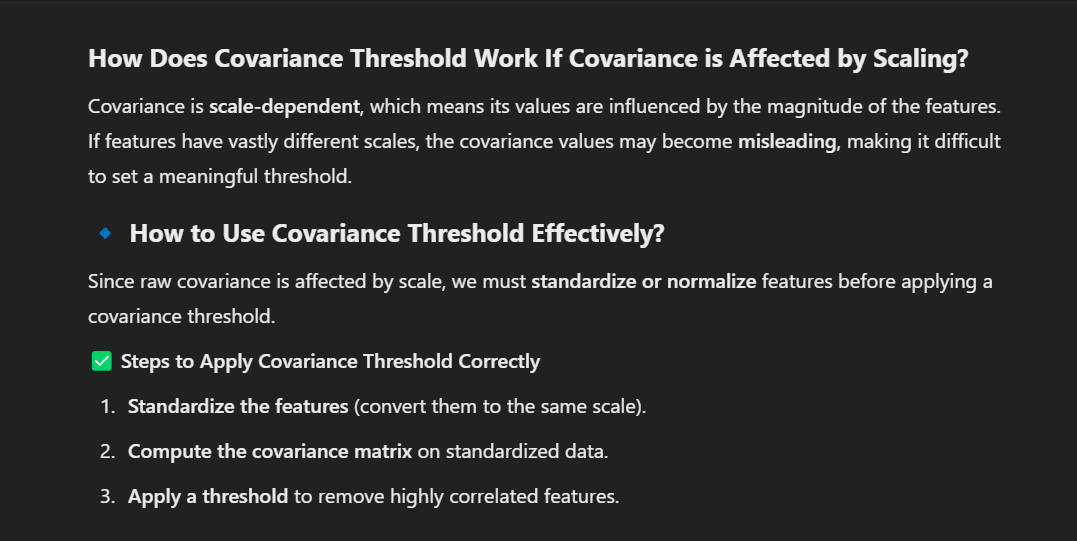 How Does Covariance Threshold Work If Covariance is Affected by Scaling?
Covariance is scale-dependent, which means its values are influenced by the magnitude of the features.
If features have vastly different scales, the covariance values may become misleading, making it difficult
to set a meaningful threshold.
🔹 How to Use Covariance Threshold Effectively?
Since raw covariance is affected by scale, we must standardize or normalize features before applying a
covariance threshold.
✅ Steps to Apply Covariance Threshold Correctly
1. Standardize the features (convert them to the same scale).
2. Compute the covariance matrix on standardized data.
3. Apply a threshold to remove highly correlated features.